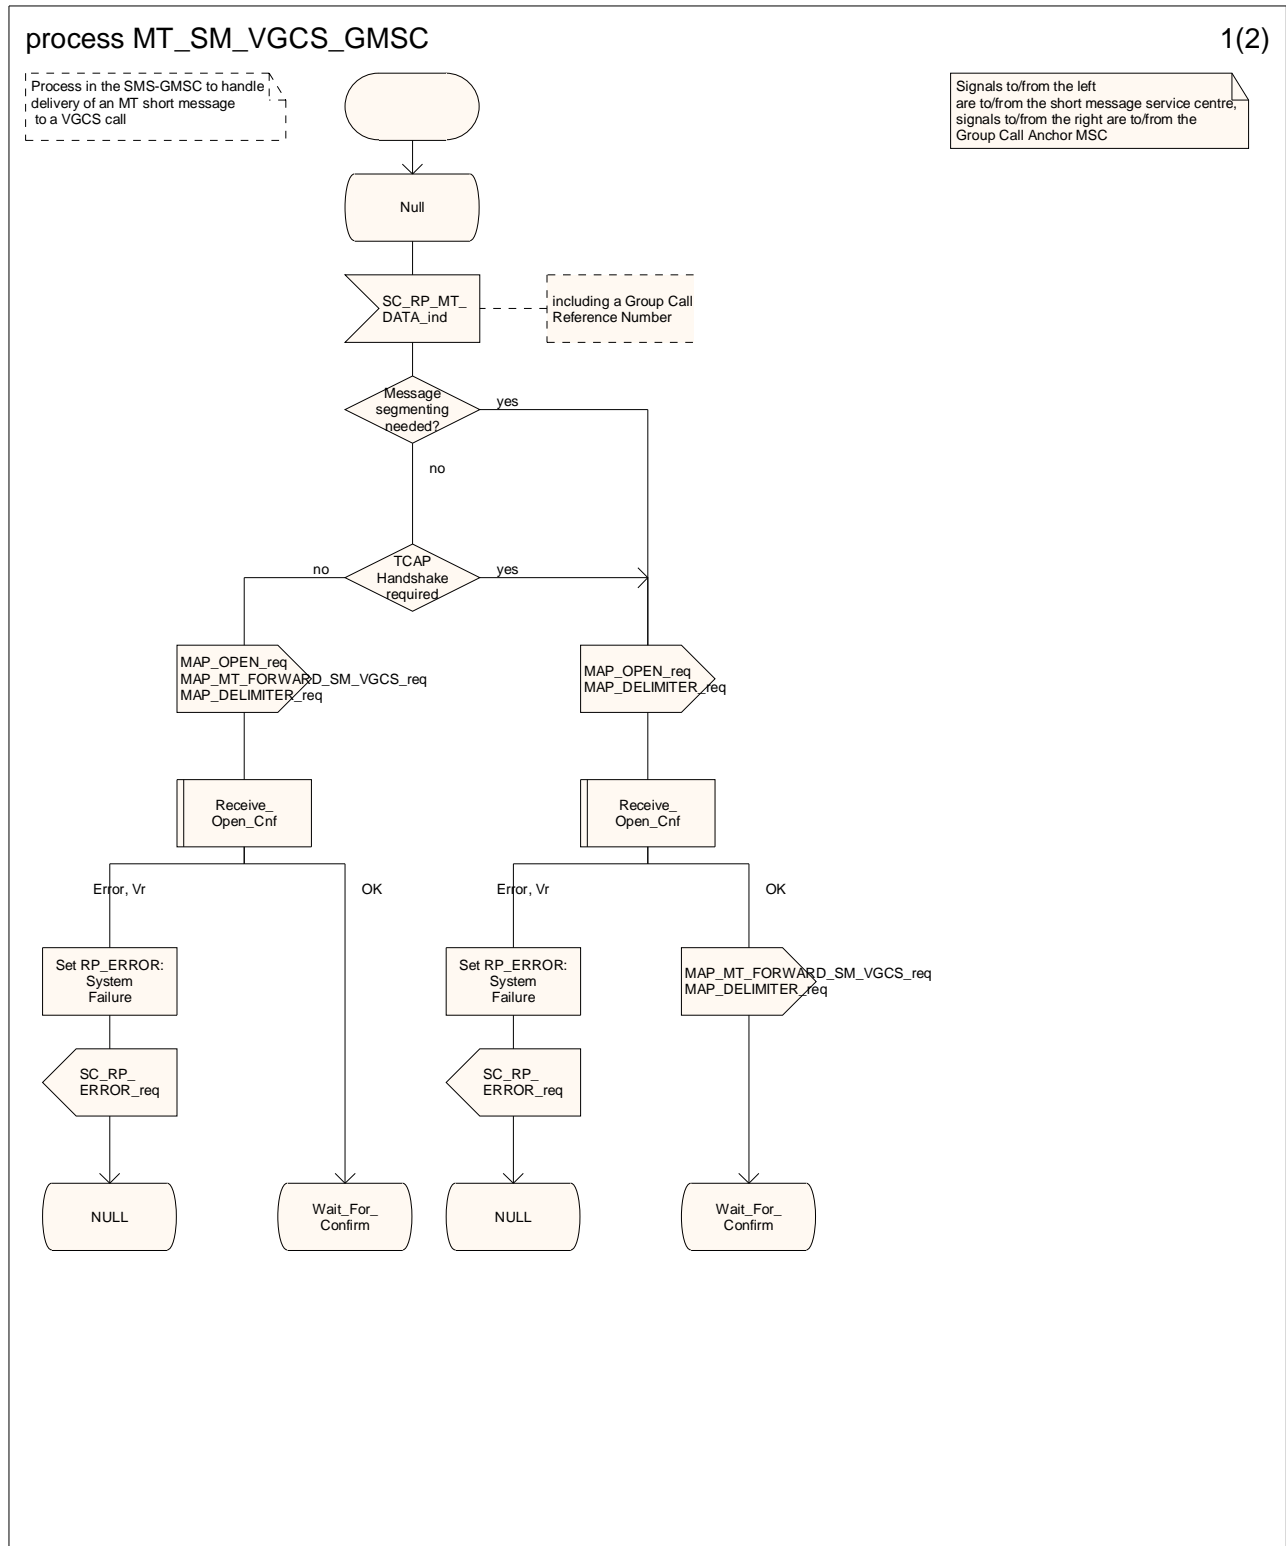 process MT_SM_VGCS_GMSC
1(2)
Process in the SMS-GMSC to handle
delivery of an MT short message
to a VGCS call
Signals to/from the left
are to/from the short message service centre,
signals to/from the right are to/from the
Group Call Anchor MSC
Null
SC_RP_MT_
DATA_ind
including a Group Call
Reference Number
Message
segmenting
needed?
yes
no
TCAP
Handshake
required
no
yes
MAP_OPEN_req
MAP_MT_FORWARD_SM_VGCS_req
MAP_DELIMITER_req
MAP_OPEN_req
MAP_DELIMITER_req
Receive_
Open_Cnf
Receive_
Open_Cnf
Error, Vr
OK
Error, Vr
OK
Set RP_ERROR:
System
Failure
Set RP_ERROR:
System
Failure
MAP_MT_FORWARD_SM_VGCS_req
MAP_DELIMITER_req
SC_RP_
ERROR_req
SC_RP_
ERROR_req
NULL
Wait_For_
Confirm
NULL
Wait_For_
Confirm